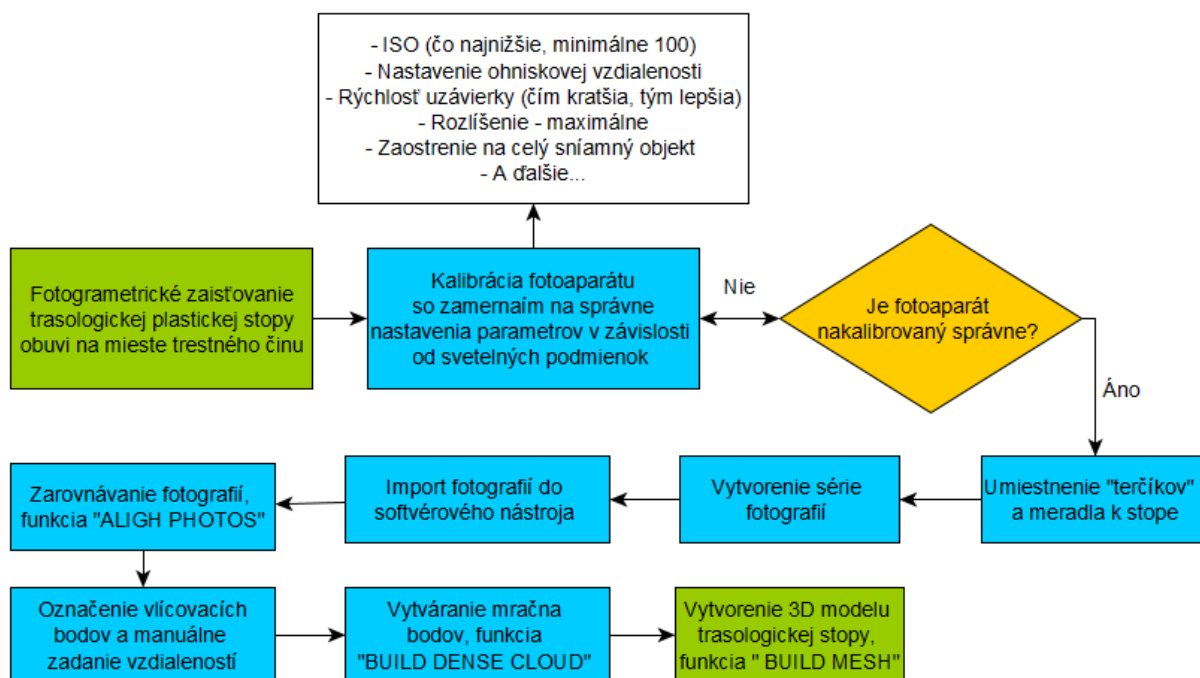 - ISO (čo najnižšie, minimálne 100)
- Nastavenie ohniskovej vzdialenosti
- Rýchlosť uzávierky (čím kratšia, tým lepšia)
- Rozlíšenie - maximálne
- Zaostrenie na celý sníamný objekt
- A ďalšie...
Fotogrametrické zaisťovanie
trasologickej plastickej stopy
obuvi na mieste trestného činu
Kalibrácia fotoaparátu
so zamernaím na správne
nastavenia parametrov v závislosti
od svetelných podmienok
Nie
Je fotoaparát
nakalibrovaný správne?
Áno
Umiestnenie "terčíkov"
a meradla k stope
Vytvorenie série
fotografií
Import fotografií do
softvérového nástroja
Zarovnávanie fotografií,
funkcia "ALIGH PHOTOS"
Označenie vlícovacích
bodov a manuálne
zadanie vzdialeností
Vytváranie mračna
bodov, funkcia
"BUILD DENSE CLOUD"
Vytvorenie 3D modelu
trasologickej stopy,
funkcia " BUILD MESH"